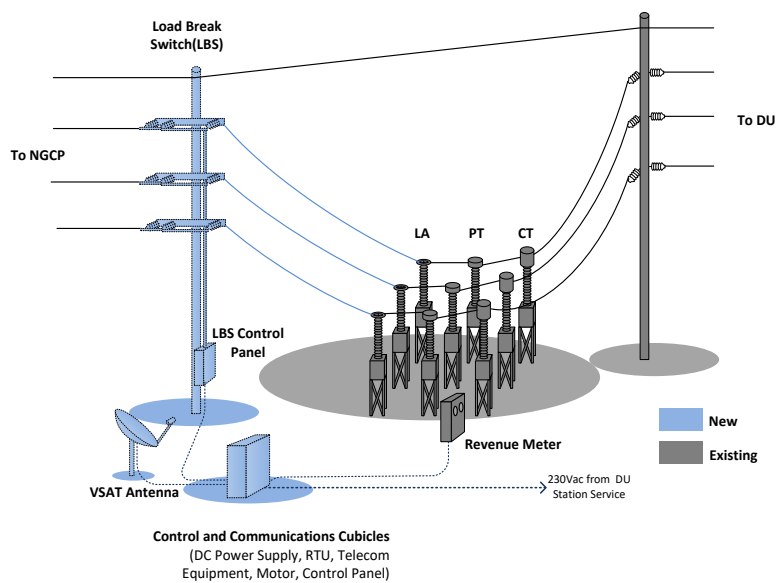 Load Break
Switch(LBS)
To NGCP
To DU
LA
PT
CT
LBS Control
Panel
New
Existing
Revenue Meter
VSAT Antenna
230Vac from DU
Station Service
Control and Communications Cubicles
(DC Power Supply, RTU, Telecom
Equipment, Motor, Control Panel)